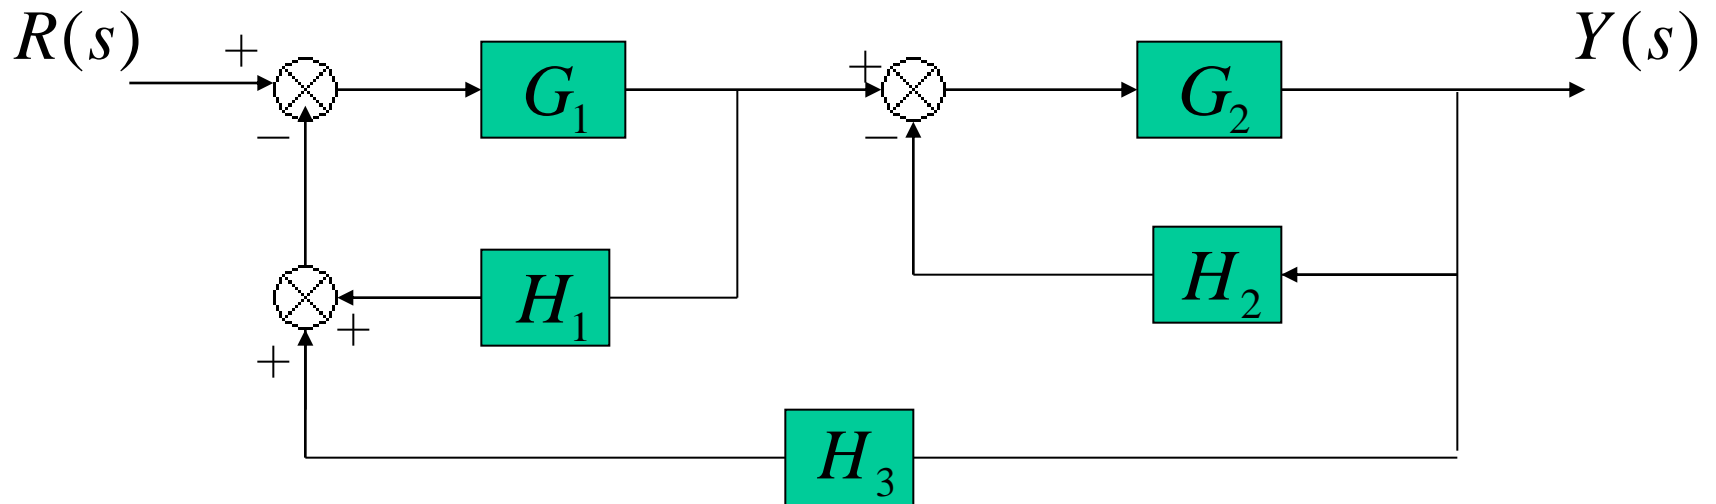 R(s) + G₁ + G₂ Y(s)
− −
H₁ H₂
+ +
H₃